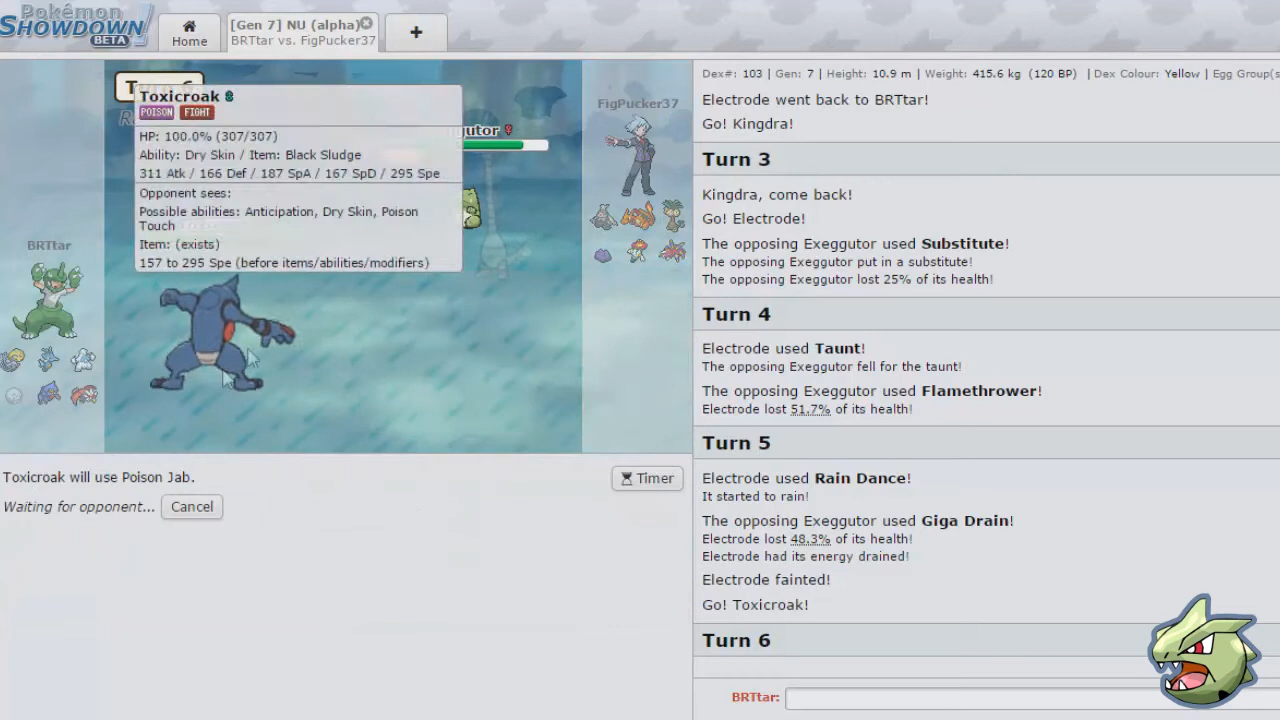 Pokémon
SHOWDOWN
BETA
Home
[Gen 7] NU (alpha)
BRTtar vs. FigPucker37
+
Toxicroak
POISON FIGHT
HP: 100.0% (307/307)
Ability: Dry Skin / Item: Black Sludge
311 Atk / 166 Def / 187 SpA / 167 SpD / 295 Spe
Opponent sees:
Possible abilities: Anticipation, Dry Skin, Poison
Touch
Item: (exists)
157 to 295 Spe (before items/abilities/modifiers)
BRTtar
FigPucker37
Toxicroak will use Poison Jab.
Timer
Waiting for opponent...
Cancel
Dex#: 103 | Gen: 7 | Height: 10.9 m | Weight: 415.6 kg (120 BP) | Dex Colour: Yellow | Egg Group(s
Electrode went back to BRTtar!
Go! Kingdra!
Turn 3
Kingdra, come back!
Go! Electrode!
The opposing Exeggutor used Substitute!
The opposing Exeggutor put in a substitute!
The opposing Exeggutor lost 25% of its health!
Turn 4
Electrode used Taunt!
The opposing Exeggutor fell for the taunt!
The opposing Exeggutor used Flamethrower!
Electrode lost 51.7% of its health!
Turn 5
Electrode used Rain Dance!
It started to rain!
The opposing Exeggutor used Giga Drain!
Electrode lost 48.3% of its health!
Electrode had its energy drained!
Electrode fainted!
Go! Toxicroak!
Turn 6
BRTtar: